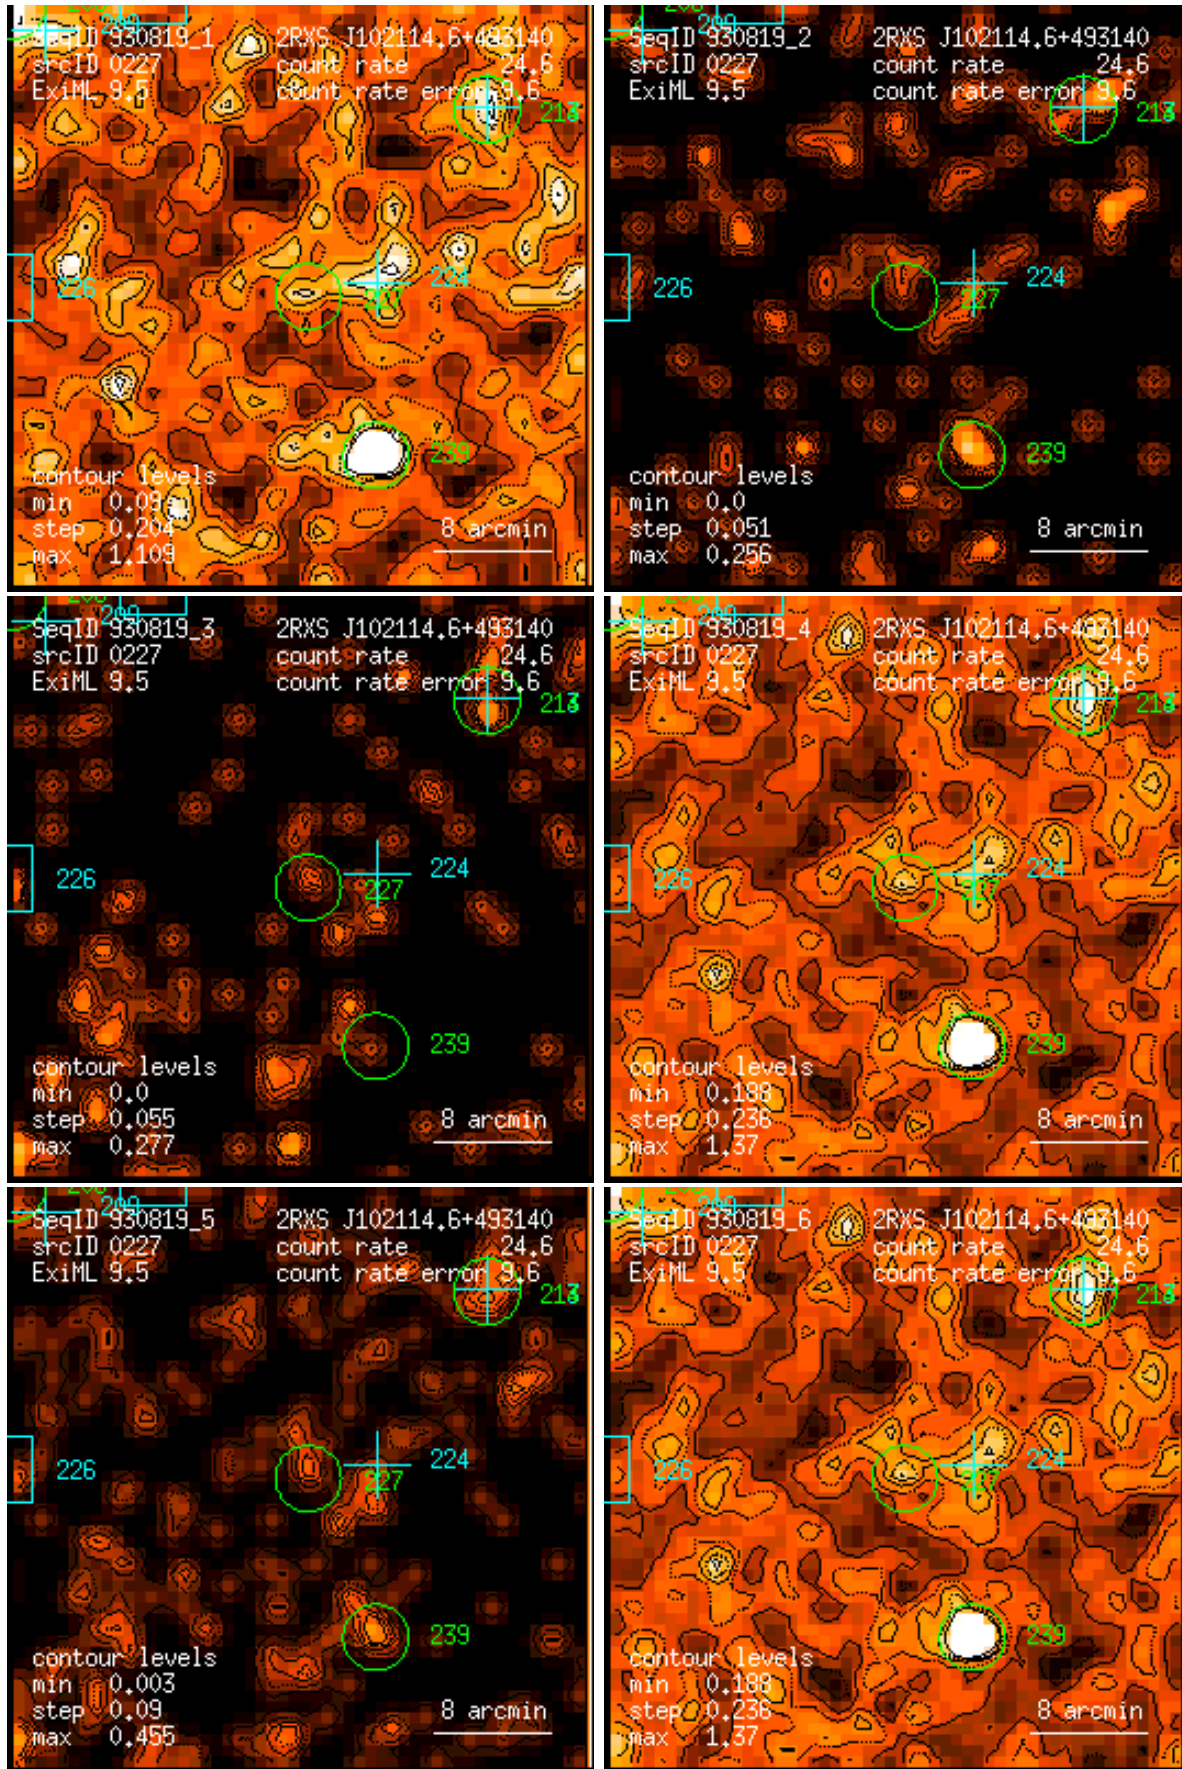 SeqID 930819_1 2RXS J102114.6+493140
srcID 0227 count rate 24.6
ExiML 9.5 count rate error 9.6
226
224
227
239
contour levels
min
step 0.204
max 1.109
8 arcmin
SeqID 930819_2 2RXS J102114.6+493140
srcID 0227 count rate 24.6
ExiML 9.5 count rate error 9.6
226
224
227
239
contour levels
min 0.0
step 0.051
max 0.256
8 arcmin
SeqID 930819_3 2RXS J102114.6+493140
srcID 0227 count rate 24.6
ExiML 9.5 count rate error 9.6
226
224
227
239
contour levels
min 0.0
step 0.055
max 0.277
8 arcmin
SeqID 930819_4 2RXS J102114.6+493140
srcID 0227 count rate 24.6
ExiML 9.5 count rate error 9.6
226
224
227
239
contour levels
min 0.188
step 0.236
max 1.37
8 arcmin
SeqID 930819_5 2RXS J102114.6+493140
srcID 0227 count rate 24.6
ExiML 9.5 count rate error 9.6
226
224
227
239
contour levels
min 0.003
step 0.09
max 0.455
8 arcmin
SeqID 930819_6 2RXS J102114.6+493140
srcID 0227 count rate 24.6
ExiML 9.5 count rate error 9.6
226
224
227
239
contour levels
min 0.188
step 0.236
max 1.37
8 arcmin